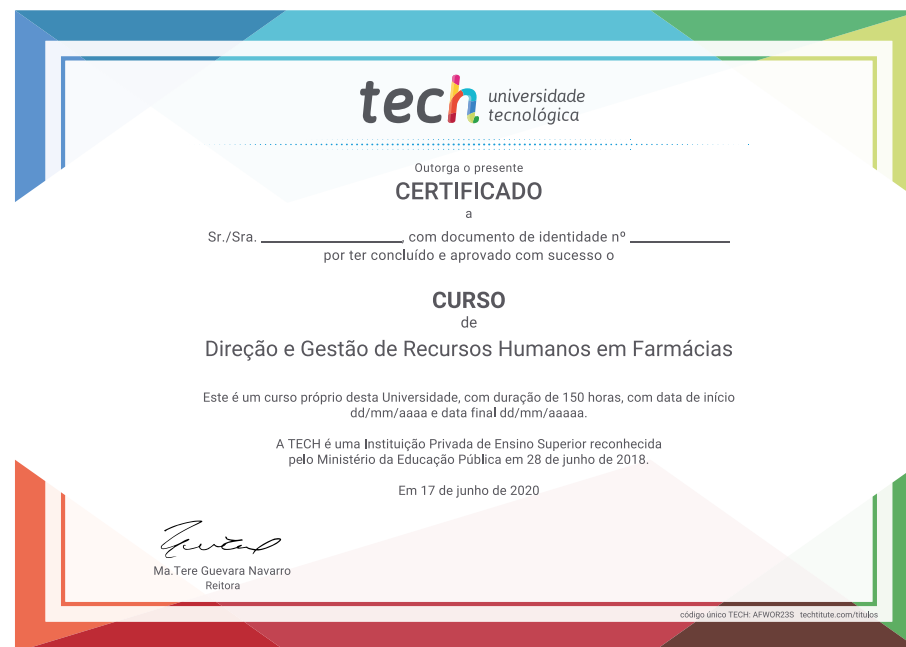 tech universidade
tecnológica
Outorga o presente
CERTIFICADO
a
Sr./Sra. ____________, com documento de identidade nº ____________
por ter concluído e aprovado com sucesso o
CURSO
de
Direção e Gestão de Recursos Humanos em Farmácias
Este é um curso próprio desta Universidade, com duração de 150 horas, com data de início
dd/mm/aaaa e data final dd/mm/aaaaa.
A TECH é uma Instituição Privada de Ensino Superior reconhecida
pelo Ministério da Educação Pública em 28 de junho de 2018.
Em 17 de junho de 2020
Ma.Tere Guevara Navarro
Reitora
código único TECH: AFWOR23S techtitute.com/titulos